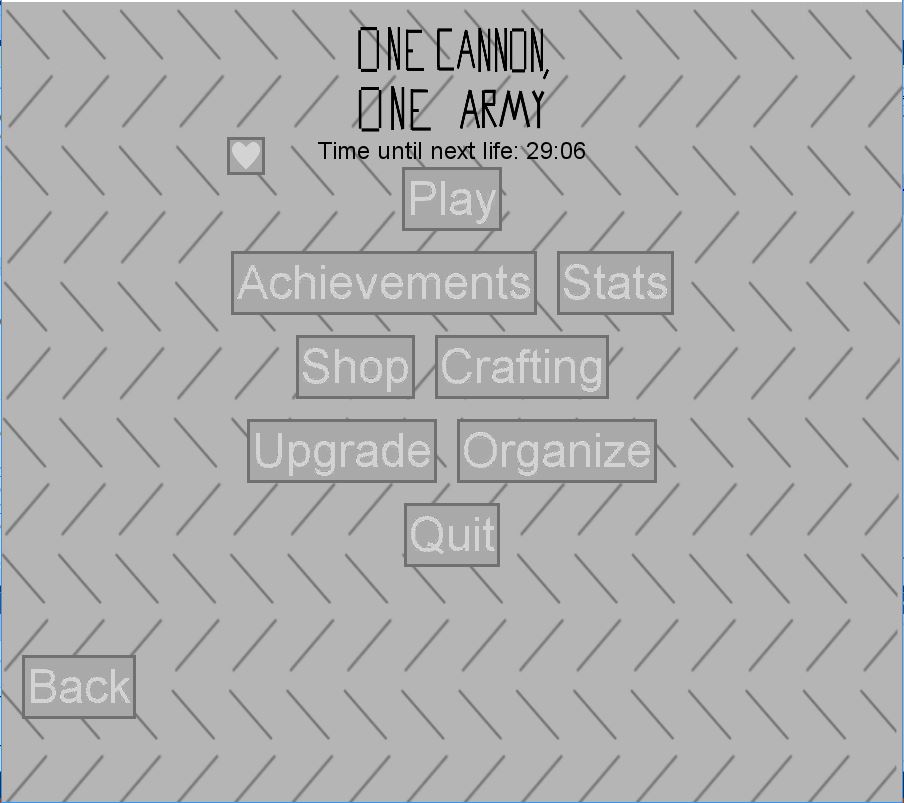 ONE CANNON,
ONE ARMY
Time until next life: 29:06
Play
Achievements Stats
Shop Crafting
Upgrade Organize
Quit
Back